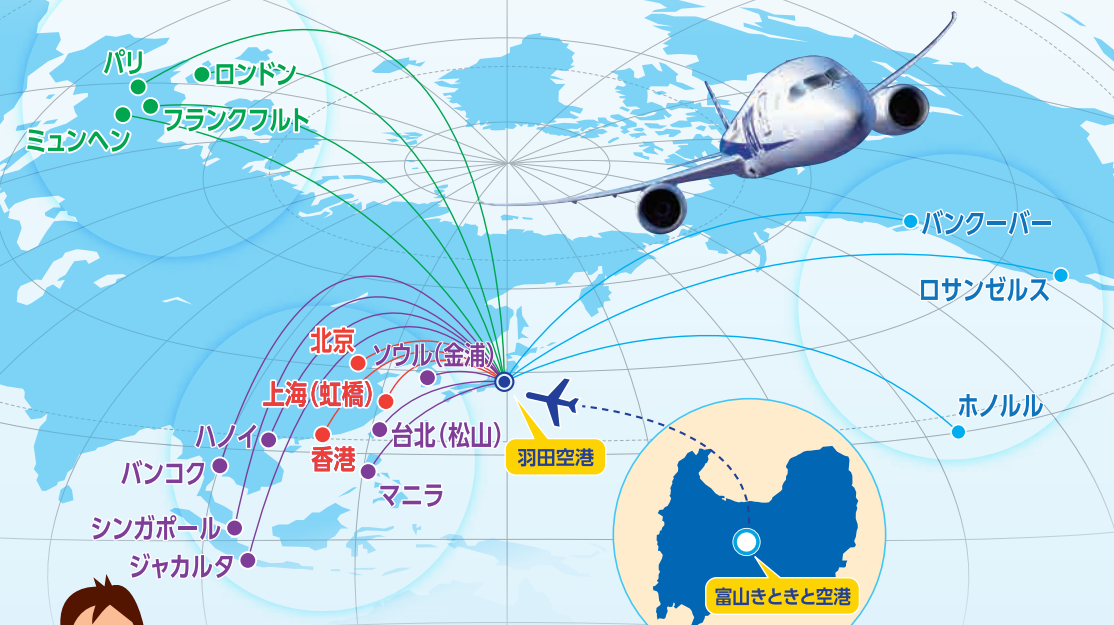 パリ
ロンドン
フランクフルト
ミュンヘン
バンクーバー
ロサンゼルス
北京
ソウル（金浦）
上海（虹橋）
ホノルル
ハノイ
台北（松山）
香港
羽田空港
バンコク
マニラ
シンガポール
ジャカルタ
富山きときと空港